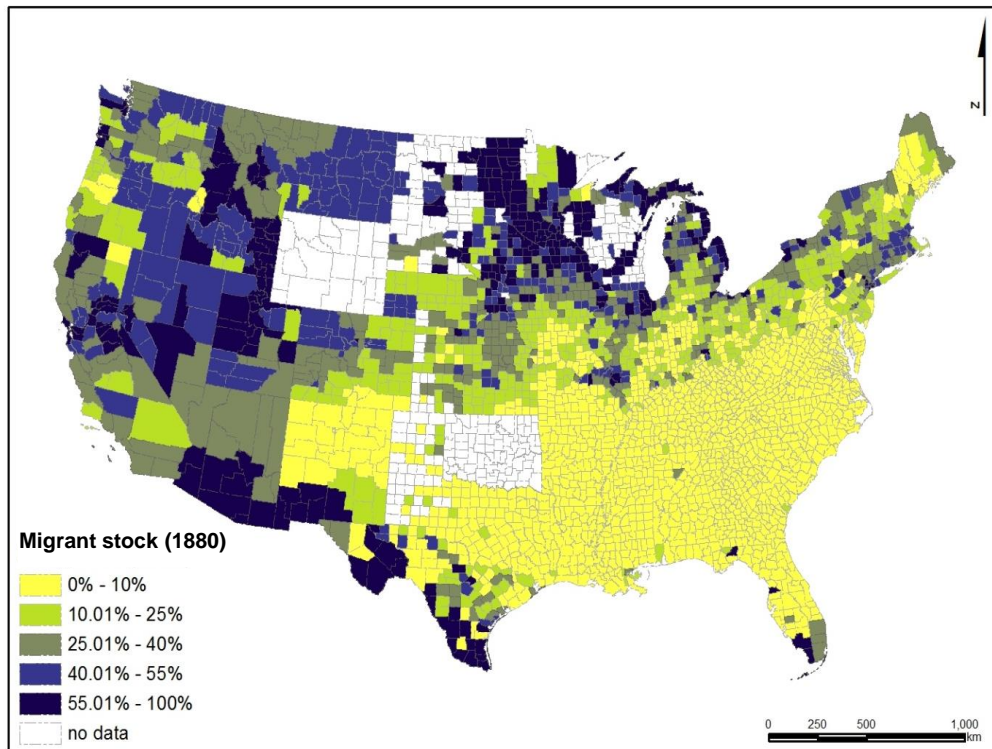 N
Migrant stock (1880)
0% - 10%
10.01% - 25%
25.01% - 40%
40.01% - 55%
55.01% - 100%
no data
0 250 500 1,000
km